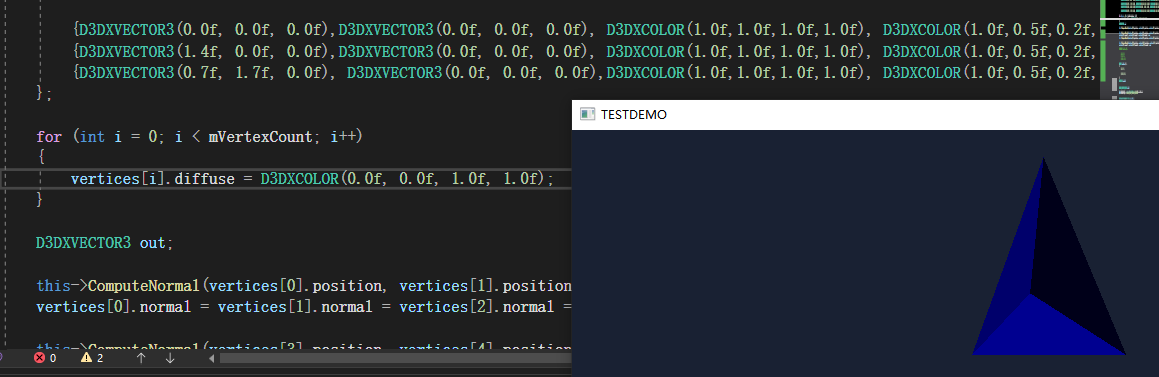 {D3DXVECTOR3(0.0f, 0.0f, 0.0f),D3DXVECTOR3(0.0f, 0.0f, 0.0f), D3DXCOLOR(1.0f,1.0f,1.0f,1.0f), D3DXCOLOR(1.0f,0.5f,0.2f,
{D3DXVECTOR3(1.4f, 0.0f, 0.0f),D3DXVECTOR3(0.0f, 0.0f, 0.0f), D3DXCOLOR(1.0f,1.0f,1.0f,1.0f), D3DXCOLOR(1.0f,0.5f,0.2f,
{D3DXVECTOR3(0.7f, 1.7f, 0.0f), D3DXVECTOR3(0.0f, 0.0f, 0.0f),D3DXCOLOR(1.0f,1.0f,1.0f,1.0f), D3DXCOLOR(1.0f,0.5f,0.2f,
};
for (int i = 0; i < mVertexCount; i++)
{
vertices[i].diffuse = D3DXCOLOR(0.0f, 0.0f, 1.0f, 1.0f);
}
D3DXVECTOR3 out;
this->ComputeNormal(vertices[0].position, vertices[1].position
vertices[0].normal = vertices[1].normal = vertices[2].normal =
this->ComputeNormal(vertices[3].position, vertices[4].position
0 2
TESTDEMO